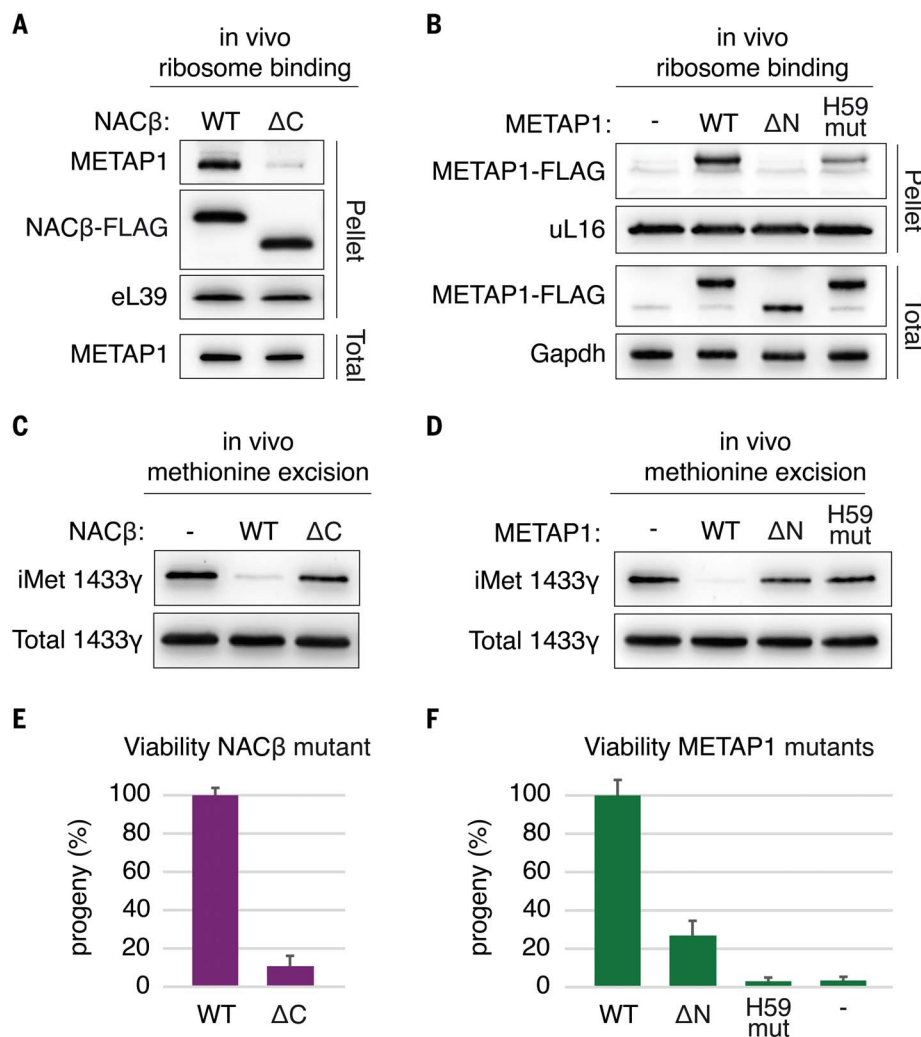 A
in vivo
ribosome binding
NACβ: WT ΔC
METAP1
NACβ-FLAG
eL39
Pellet
METAP1
Total
B
in vivo
ribosome binding
METAP1: - WT ΔN H59 mut
METAP1-FLAG
uL16
Pellet
METAP1-FLAG
Gapdh
Total
C
in vivo
methionine excision
NACβ: - WT ΔC
iMet 1433γ
Total 1433γ
D
in vivo
methionine excision
METAP1: - WT ΔN H59 mut
iMet 1433γ
Total 1433γ
E
Viability NACβ mutant
progeny (%)
100
80
60
40
20
0
WT ΔC
F
Viability METAP1 mutants
progeny (%)
100
80
60
40
20
0
WT ΔN H59 mut -